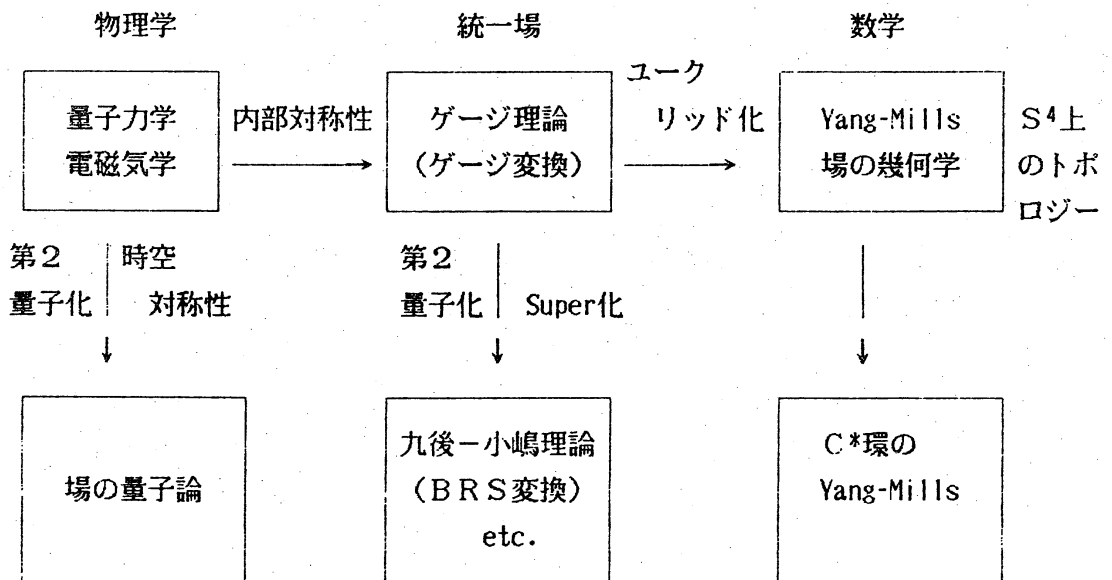 物理学
統一場
数学
量子力学
電磁気学
内部対称性
ゲージ理論
(ゲージ変換)
ユーク
リッド化
Yang-Mills
場の幾何学
S⁴上
のトポ
ロジー
第2
量子化
時空
対称性
第2
量子化
Super化
場の量子論
九後-小嶋理論
(BRS変換)
etc.
C*環の
Yang-Mills